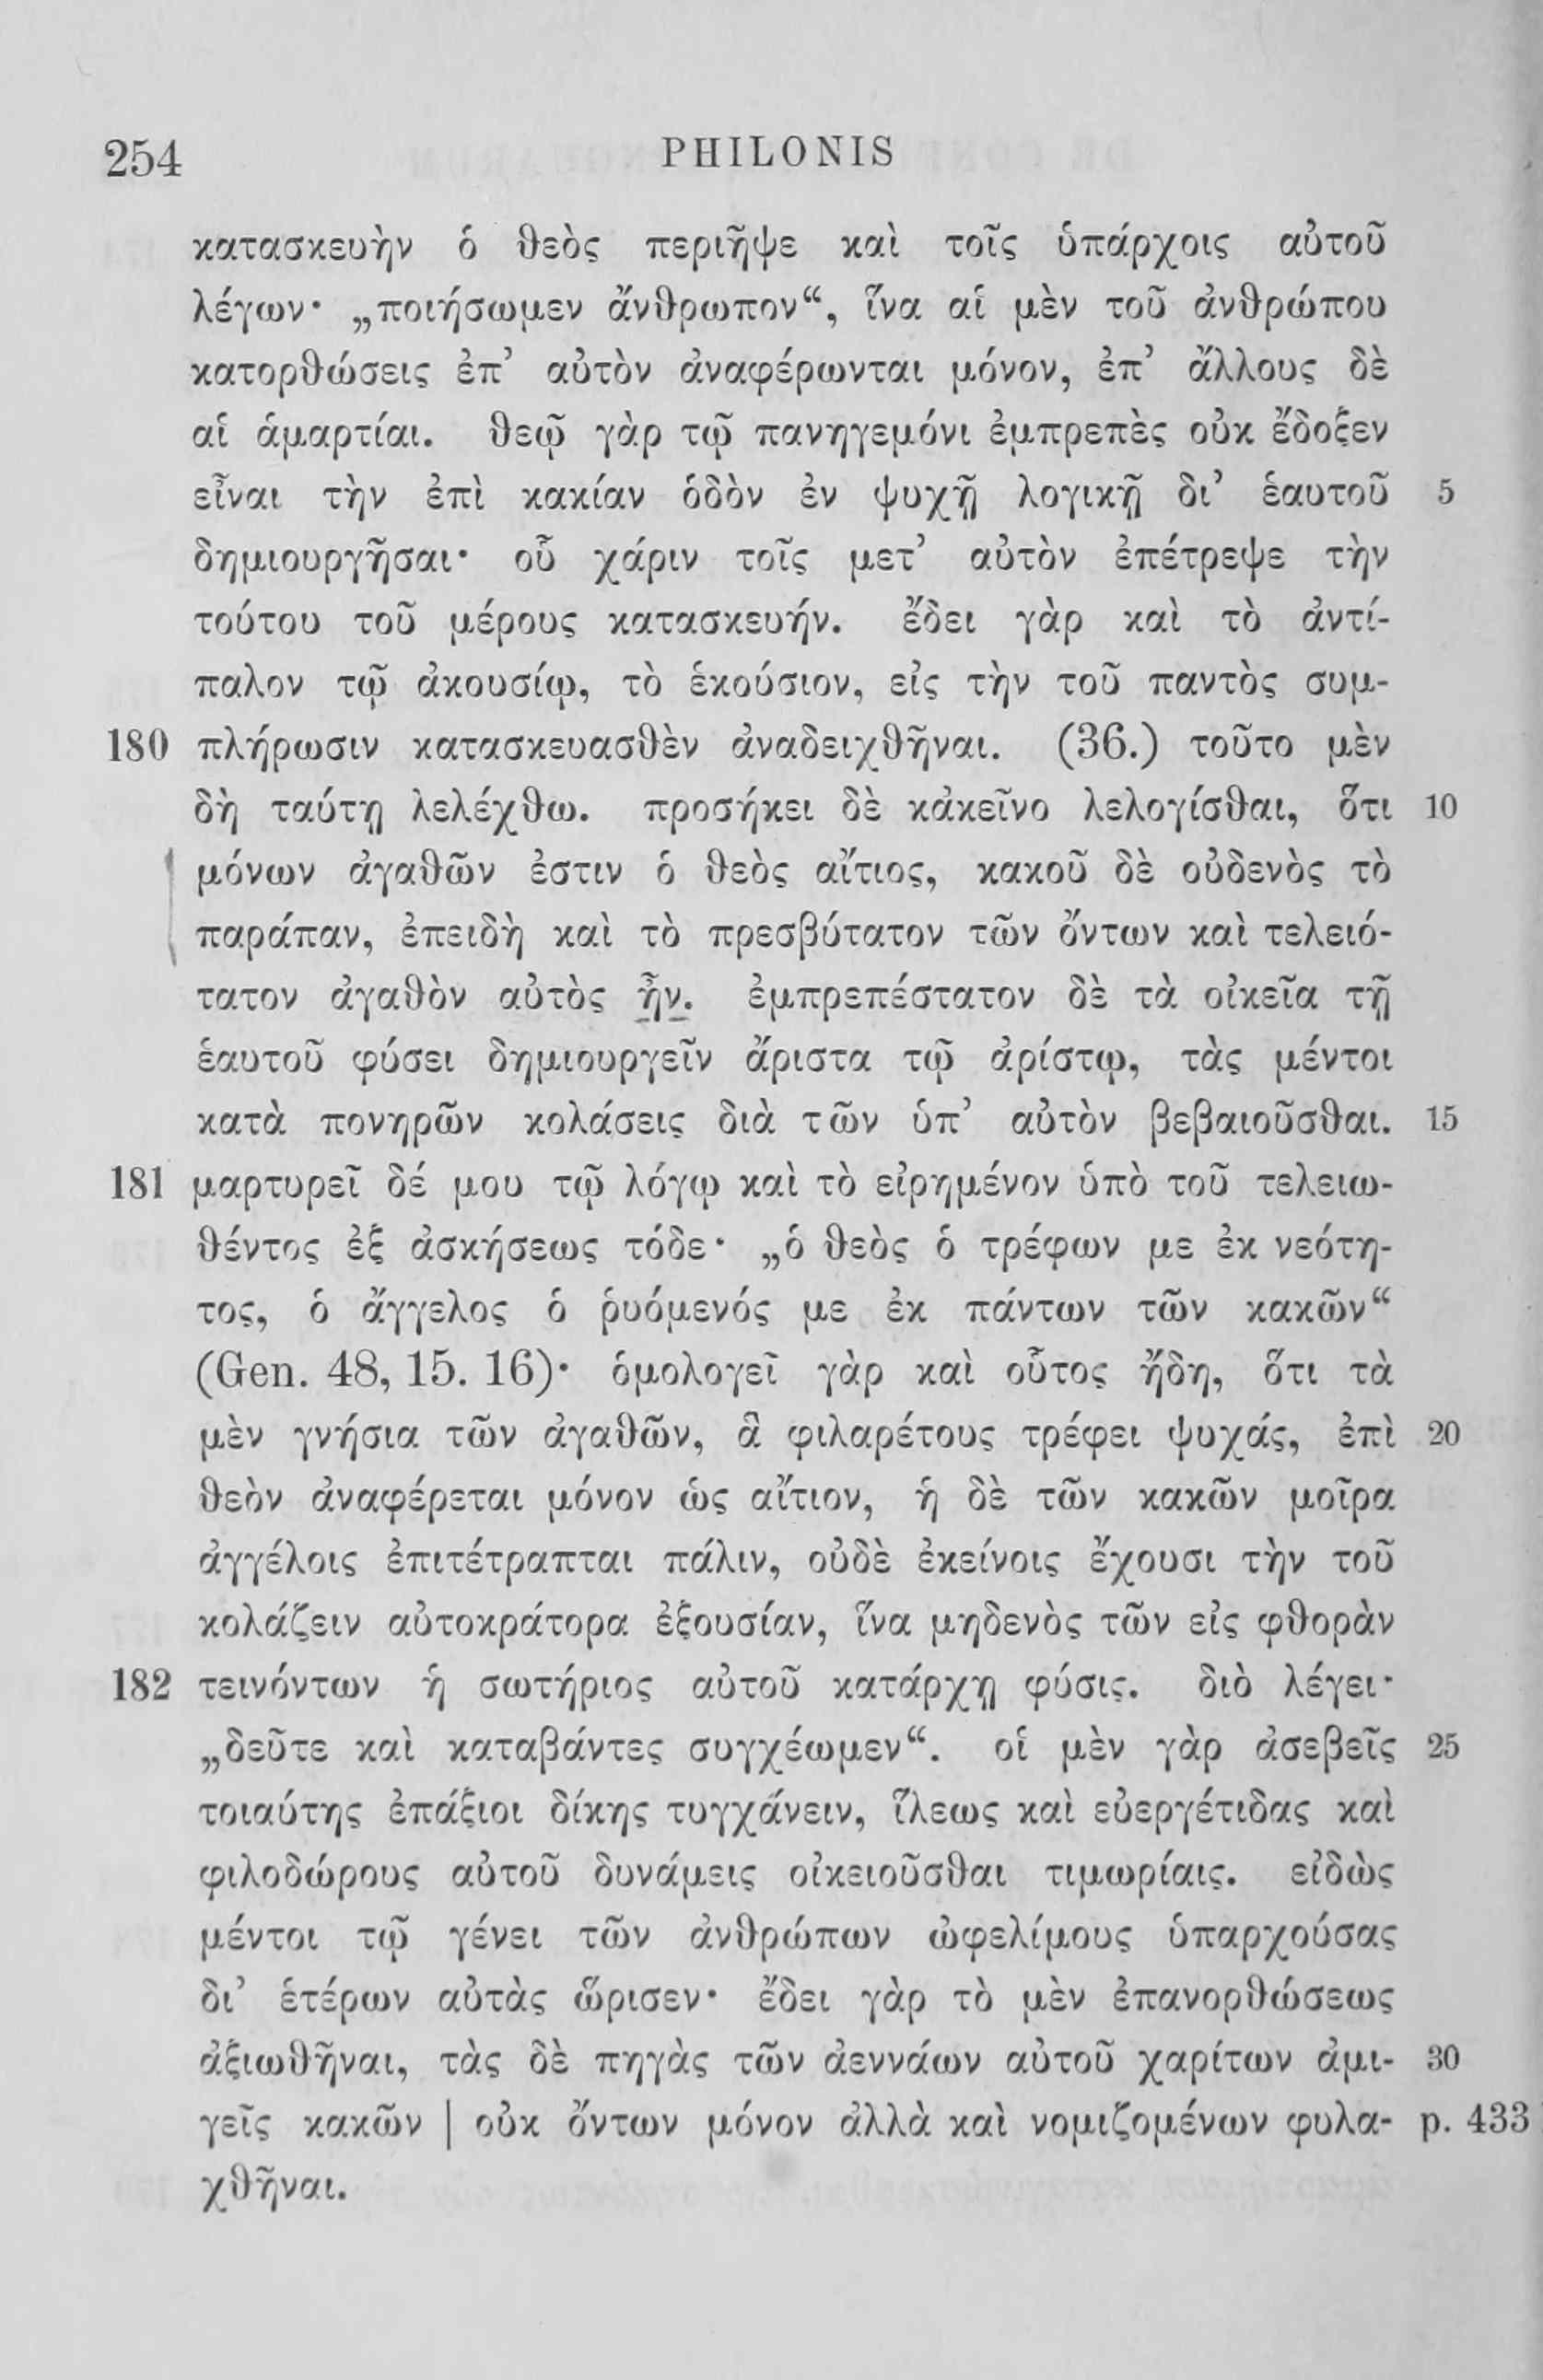 254 PHILONIS
κατασκευὴν ὁ θεὸς περιῆψε καὶ τοῖς ὑπάρχοις αὐτοῦ
λέγων· „ποιήσωμεν ἄνθρωπον“, ἵνα αἱ μὲν τοῦ ἀνθρώπου
κατορθώσεις ἐπ’ αὐτὸν ἀναφέρωνται μόνον, ἐπ’ ἄλλους δὲ
αἱ ἁμαρτίαι. θεῷ γὰρ τῷ πανηγεμόνι ἐμπρεπὲς οὐκ ἔδοξεν
εἶναι τὴν ἐπὶ κακίαν ὁδὸν ἐν ψυχῇ λογικῇ δι’ ἑαυτοῦ 5
δημιουργῆσαι· οὗ χάριν τοῖς μετ’ αὐτὸν ἐπέτρεψε τὴν
τούτου τοῦ μέρους κατασκευήν. ἔδει γὰρ καὶ τὸ ἀντί-
παλον τῷ ἀκουσίῳ, τὸ ἑκούσιον, εἰς τὴν τοῦ παντὸς συμ-
180 πλήρωσιν κατασκευασθὲν ἀναδειχθῆναι. (36.) τοῦτο μὲν
δὴ ταύτῃ λελέχθω. προσήκει δὲ κἀκεῖνο λελογίσθαι, ὅτι 10
μόνων ἀγαθῶν ἐστιν ὁ θεὸς αἴτιος, κακοῦ δὲ οὐδενὸς τὸ
παράπαν, ἐπειδὴ καὶ τὸ πρεσβύτατον τῶν ὄντων καὶ τελειό-
τατον ἀγαθὸν αὐτὸς ἦν. ἐμπρεπέστατον δὲ τὰ οἰκεῖα τῇ
ἑαυτοῦ φύσει δημιουργεῖν ἄριστα τῷ ἀρίστῳ, τὰς μέντοι
κατὰ πονηρῶν κολάσεις διὰ τῶν ὑπ’ αὐτὸν βεβαιοῦσθαι. 15
181 μαρτυρεῖ δέ μου τῷ λόγῳ καὶ τὸ εἰρημένον ὑπὸ τοῦ τελειω-
θέντος ἐξ ἀσκήσεως τόδε· „ὁ θεὸς ὁ τρέφων με ἐκ νεότη-
τος, ὁ ἄγγελος ὁ ῥυόμενός με ἐκ πάντων τῶν κακῶν“
(Gen. 48, 15. 16)· ὁμολογεῖ γὰρ καὶ οὗτος ἤδη, ὅτι τὰ
μὲν γνήσια τῶν ἀγαθῶν, ἃ φιλαρέτους τρέφει ψυχάς, ἐπὶ 20
θεὸν ἀναφέρεται μόνον ὡς αἴτιον, ἡ δὲ τῶν κακῶν μοῖρα
ἀγγέλοις ἐπιτέτραπται πάλιν, οὐδὲ ἐκείνοις ἔχουσι τὴν τοῦ
κολάζειν αὐτοκράτορα ἐξουσίαν, ἵνα μηδενὸς τῶν εἰς φθορὰν
182 τεινόντων ἡ σωτήριος αὐτοῦ κατάρχῃ φύσις. διὸ λέγει·
„δεῦτε καὶ καταβάντες συγχέωμεν“. οἱ μὲν γὰρ ἀσεβεῖς 25
τοιαύτης ἐπάξιοι δίκης τυγχάνειν, ἵλεως καὶ εὐεργέτιδας καὶ
φιλοδώρους αὐτοῦ δυνάμεις οἰκειοῦσθαι τιμωρίαις. εἰδὼς
μέντοι τῷ γένει τῶν ἀνθρώπων ὠφελίμους ὑπαρχούσας
δι’ ἑτέρων αὐτὰς ὥρισεν· ἔδει γὰρ τὸ μὲν ἐπανορθώσεως
ἀξιωθῆναι, τὰς δὲ πηγὰς τῶν ἀεννάων αὐτοῦ χαρίτων ἀμι- 30
γεῖς κακῶν | οὐκ ὄντων μόνον ἀλλὰ καὶ νομιζομένων φυλα- p. 433
χθῆναι.